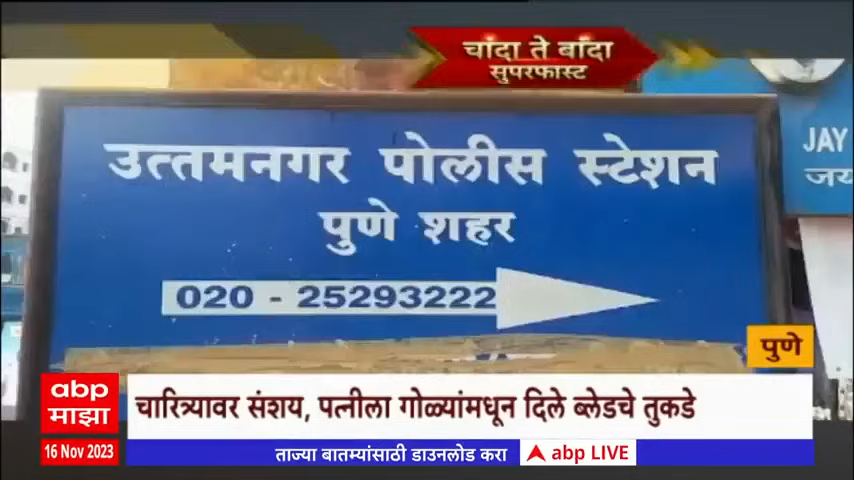 चांदा ते बांदा
सुपरफास्ट
उत्तमनगर पोलीस स्टेशन
पुणे शहर
020 - 25293222
JAY
जय
पुणे
abp
माझा
चारित्र्यावर संशय, पत्नीला गोळ्यांमधून दिले ब्लेडचे तुकडे
16 Nov 2023
ताज्या बातम्यांसाठी डाउनलोड करा
abp LIVE